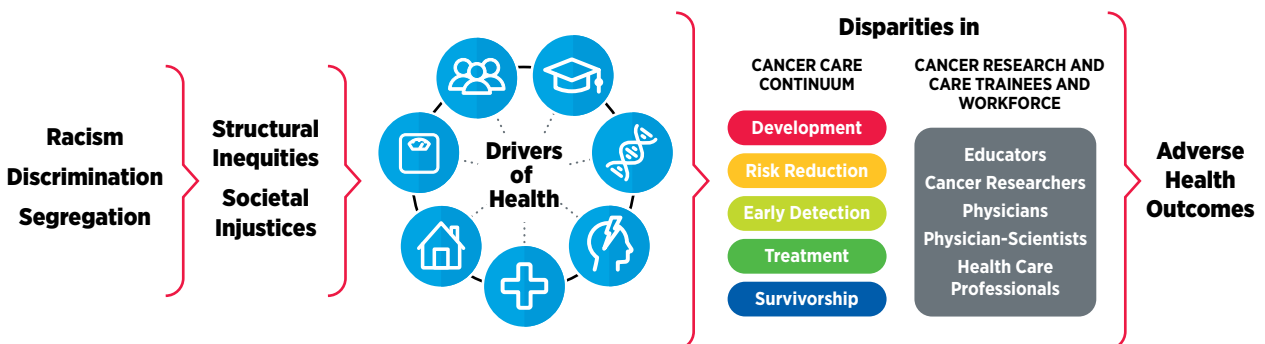 Racism
Discrimination
Segregation
Structural
Inequities
Societal
Injustices
Drivers
of
Health
Disparities in
CANCER CARE
CONTINUUM
Development
Risk Reduction
Early Detection
Treatment
Survivorship
CANCER RESEARCH AND
CARE TRAINEES AND
WORKFORCE
Educators
Cancer Researchers
Physicians
Physician-Scientists
Health Care
Professionals
Adverse
Health
Outcomes